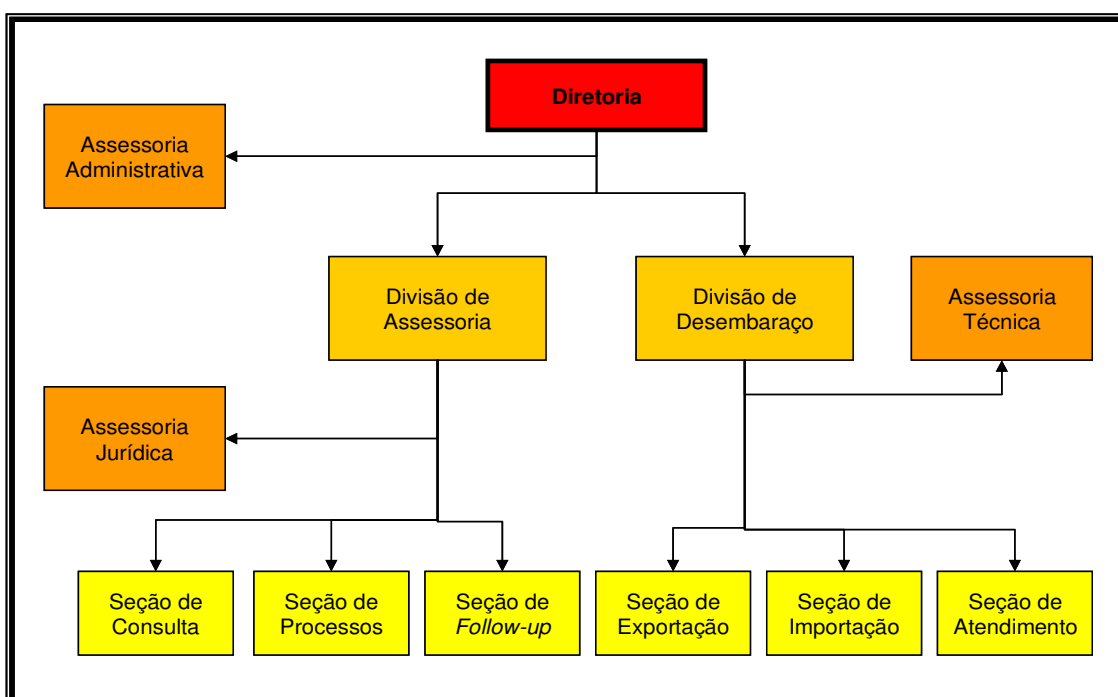 Diretoria
Assessoria
Administrativa
Divisão de
Assessoria
Divisão de
Desembaraço
Assessoria
Técnica
Assessoria
Jurídica
Seção de
Consulta
Seção de
Processos
Seção de
Follow-up
Seção de
Exportação
Seção de
Importação
Seção de
Atendimento